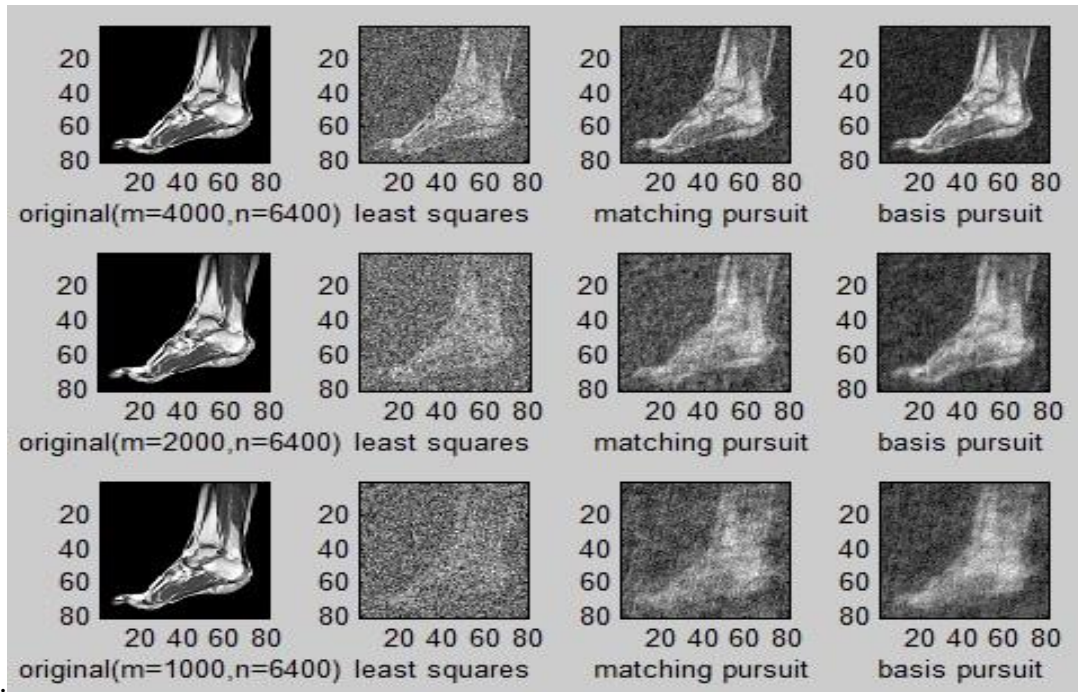 20 20 20 20
40 40 40 40
60 60 60 60
80 80 80 80
20 40 60 80 20 40 60 80 20 40 60 80 20 40 60 80
original(m=4000,n=6400) least squares matching pursuit basis pursuit
20 20 20 20
40 40 40 40
60 60 60 60
80 80 80 80
20 40 60 80 20 40 60 80 20 40 60 80 20 40 60 80
original(m=2000,n=6400) least squares matching pursuit basis pursuit
20 20 20 20
40 40 40 40
60 60 60 60
80 80 80 80
20 40 60 80 20 40 60 80 20 40 60 80 20 40 60 80
original(m=1000,n=6400) least squares matching pursuit basis pursuit
.